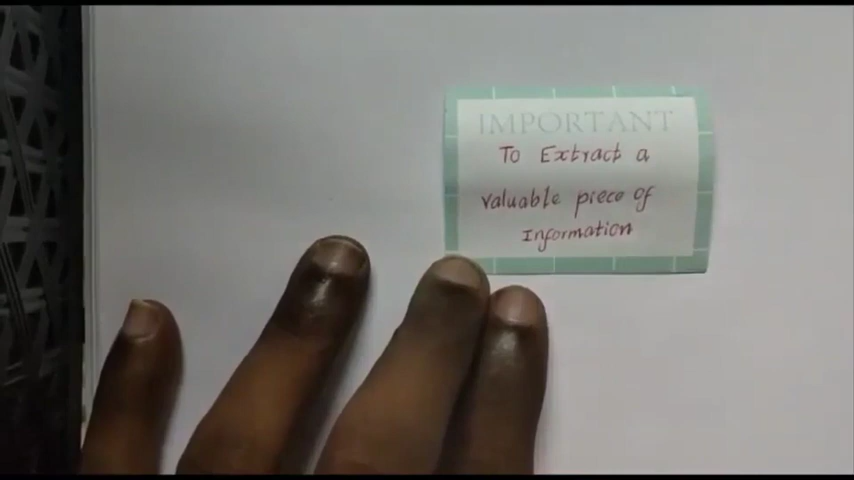 IMPORTANT
To Extract a
valuable piece of
Information